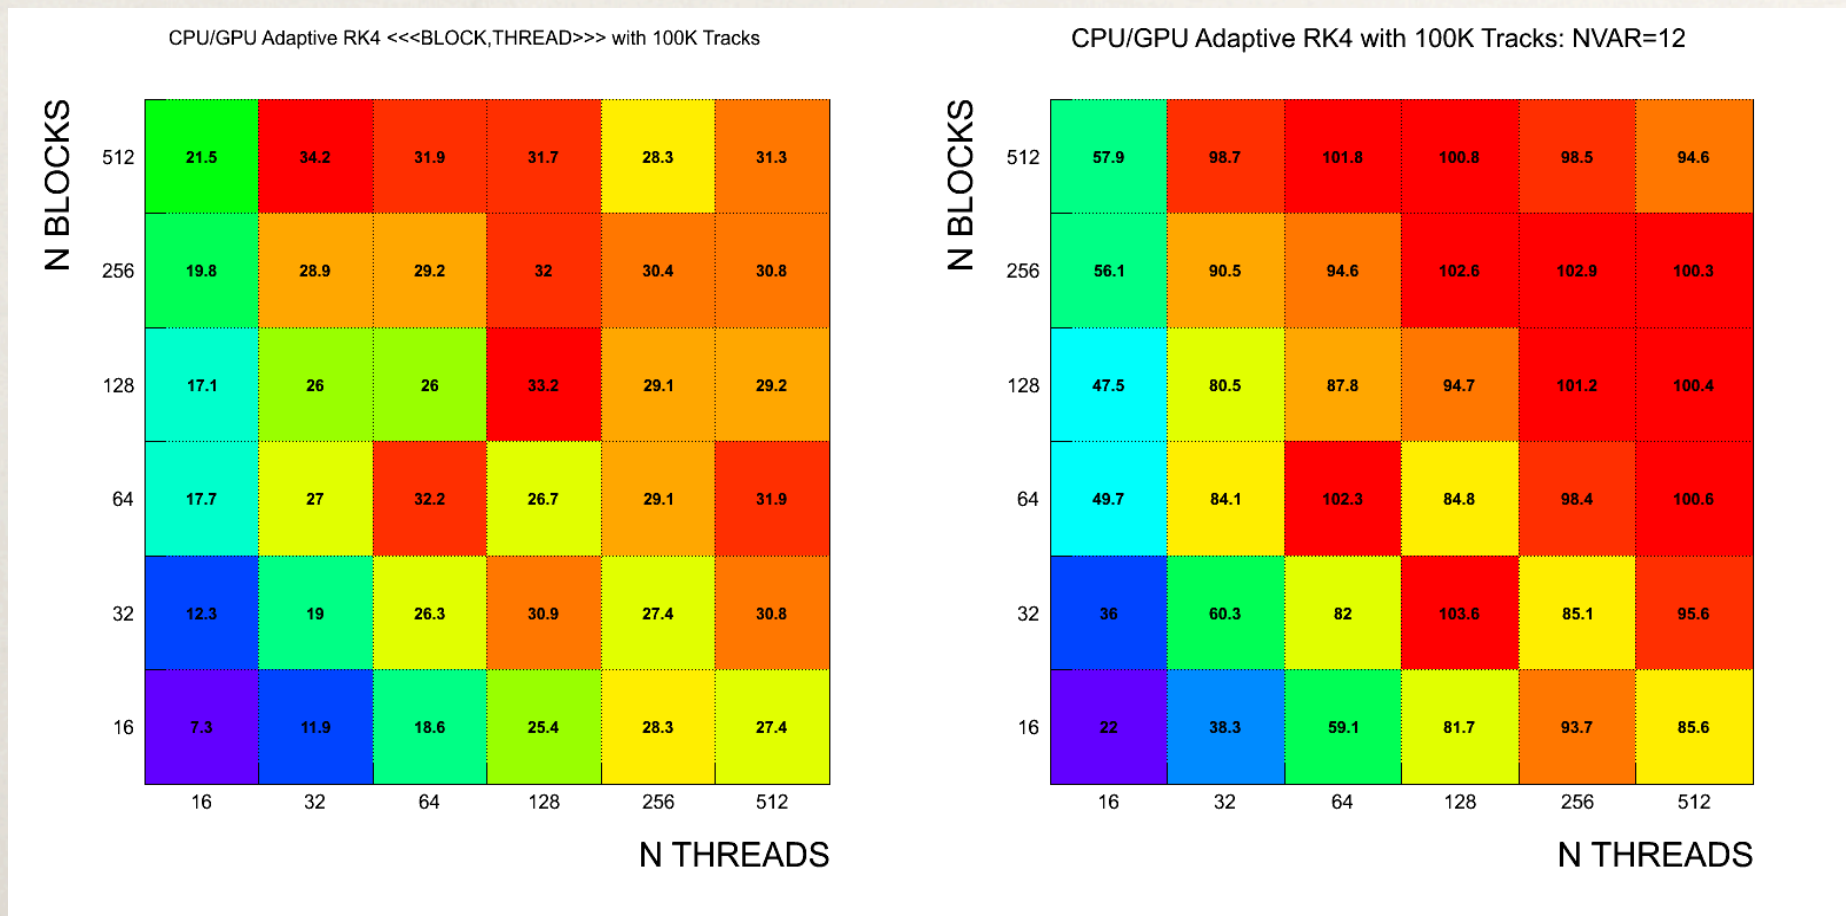 CPU/GPU Adaptive RK4 <<<BLOCK,THREAD>>> with 100K Tracks
N BLOCKS
512 21.5 34.2 31.9 31.7 28.3 31.3
256 19.8 28.9 29.2 32 30.4 30.8
128 17.1 26 26 33.2 29.1 29.2
64 17.7 27 32.2 26.7 29.1 31.9
32 12.3 19 26.3 30.9 27.4 30.8
16 7.3 11.9 18.6 25.4 28.3 27.4
16 32 64 128 256 512
N THREADS
CPU/GPU Adaptive RK4 with 100K Tracks: NVAR=12
N BLOCKS
512 57.9 98.7 101.8 100.8 98.5 94.6
256 56.1 90.5 94.6 102.6 102.9 100.3
128 47.5 80.5 87.8 94.7 101.2 100.4
64 49.7 84.1 102.3 84.8 98.4 100.6
32 36 60.3 82 103.6 85.1 95.6
16 22 38.3 59.1 81.7 93.7 85.6
16 32 64 128 256 512
N THREADS